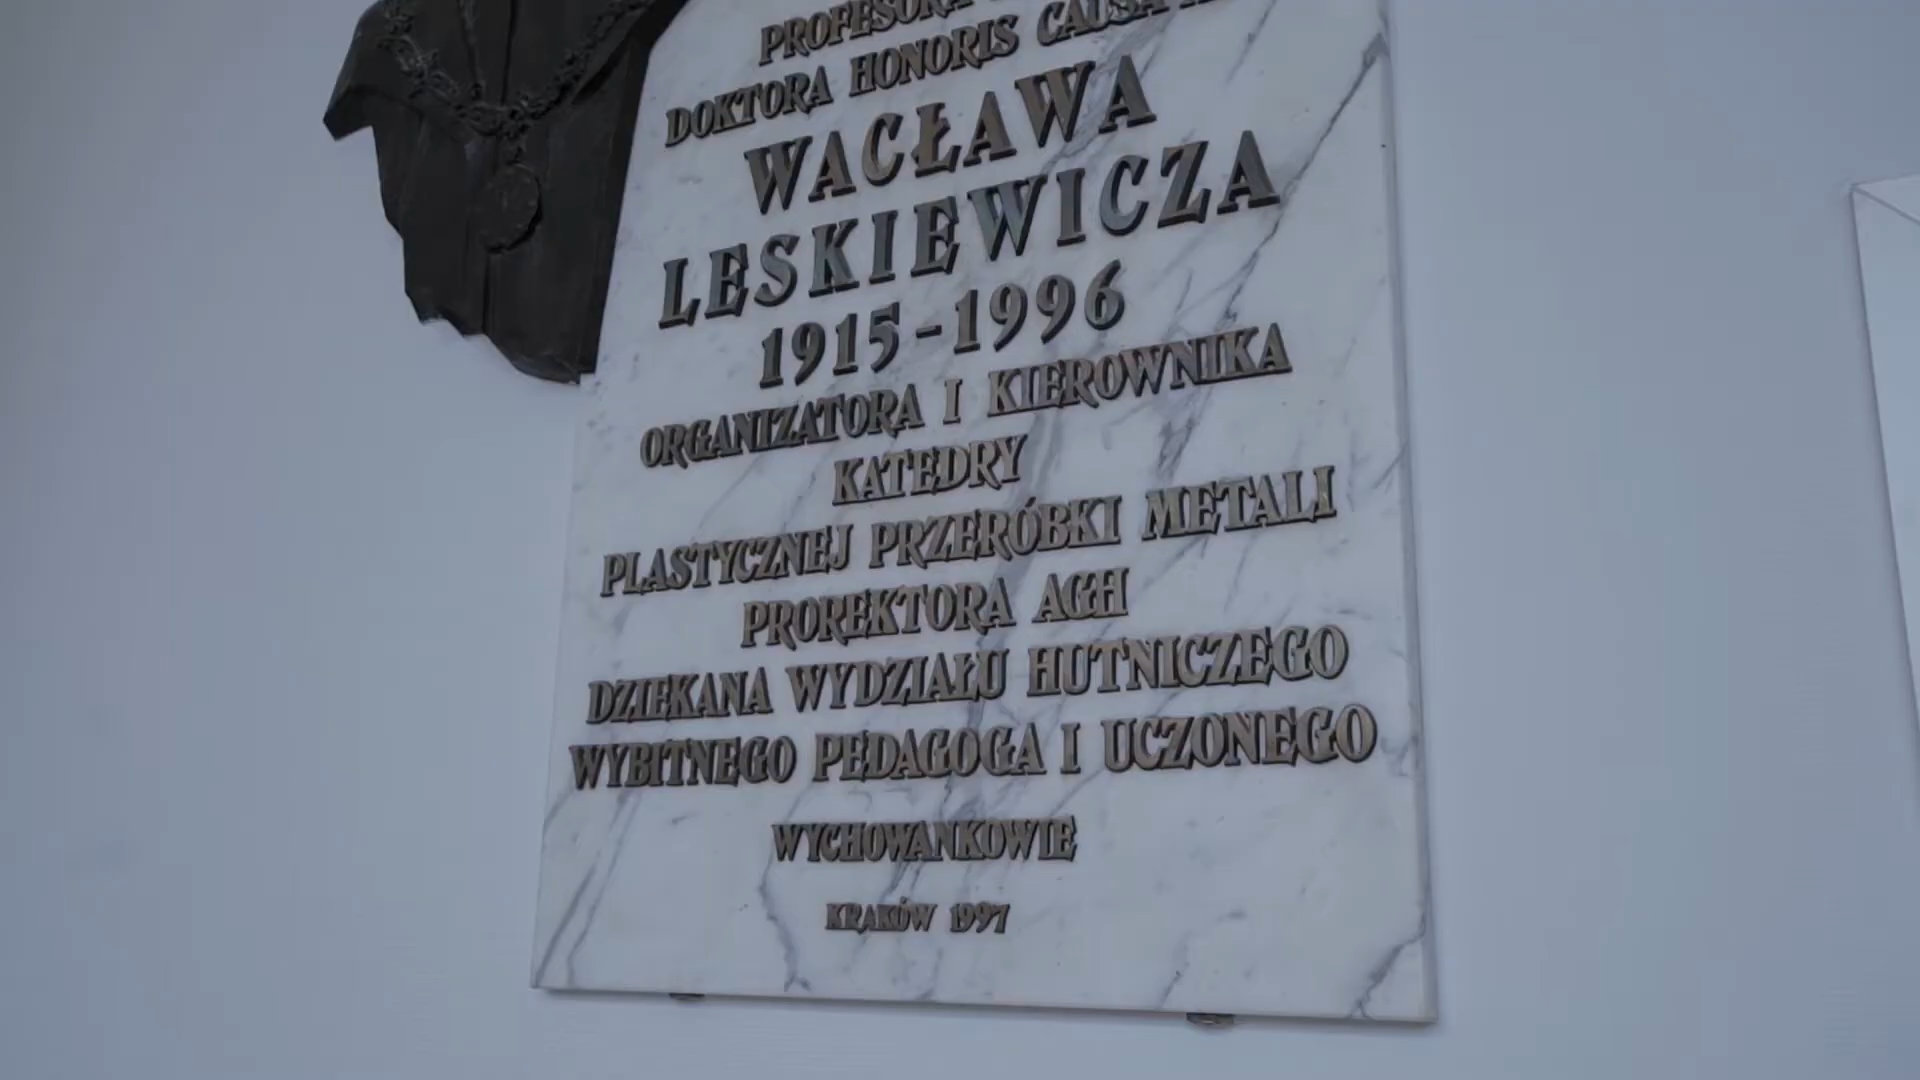 PROFESORA
DOKTORA HONORIS CAUSA
WACŁAWA
LESKIEWICZA
1915-1996
ORGANIZATORA I KIEROWNIKA
KATEDRY
PLASTYCZNEJ PRZERÓBKI METALI
PROREKTORA AGH
DZIEKANA WYDZIAŁU HUTNICZEGO
WYBITNEGO PEDAGOGA I UCZONEGO
WYCHOWANKOWIE
KRAKÓW 1997